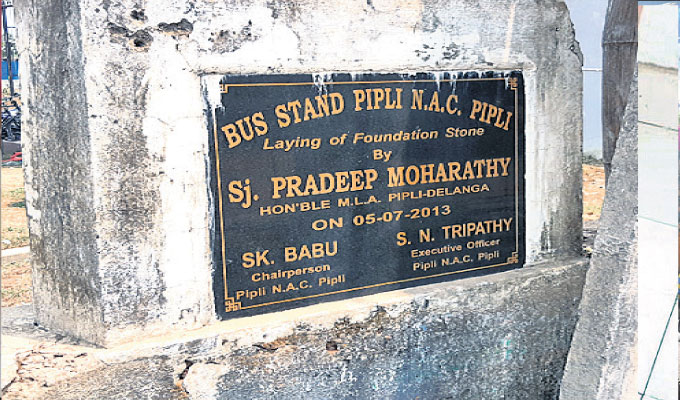 BUS STAND PIPLI N.A.C. PIPLI
Laying of Foundation Stone
By
Sj. PRADEEP MOHARATHY
HON'BLE M.L.A. PIPLI-DELANGA
ON 05-07-2013
SK. BABU
Chairperson
Pipli N.A.C. Pipli
S. N. TRIPATHY
Executive Officer
Pipli N.A.C. Pipli